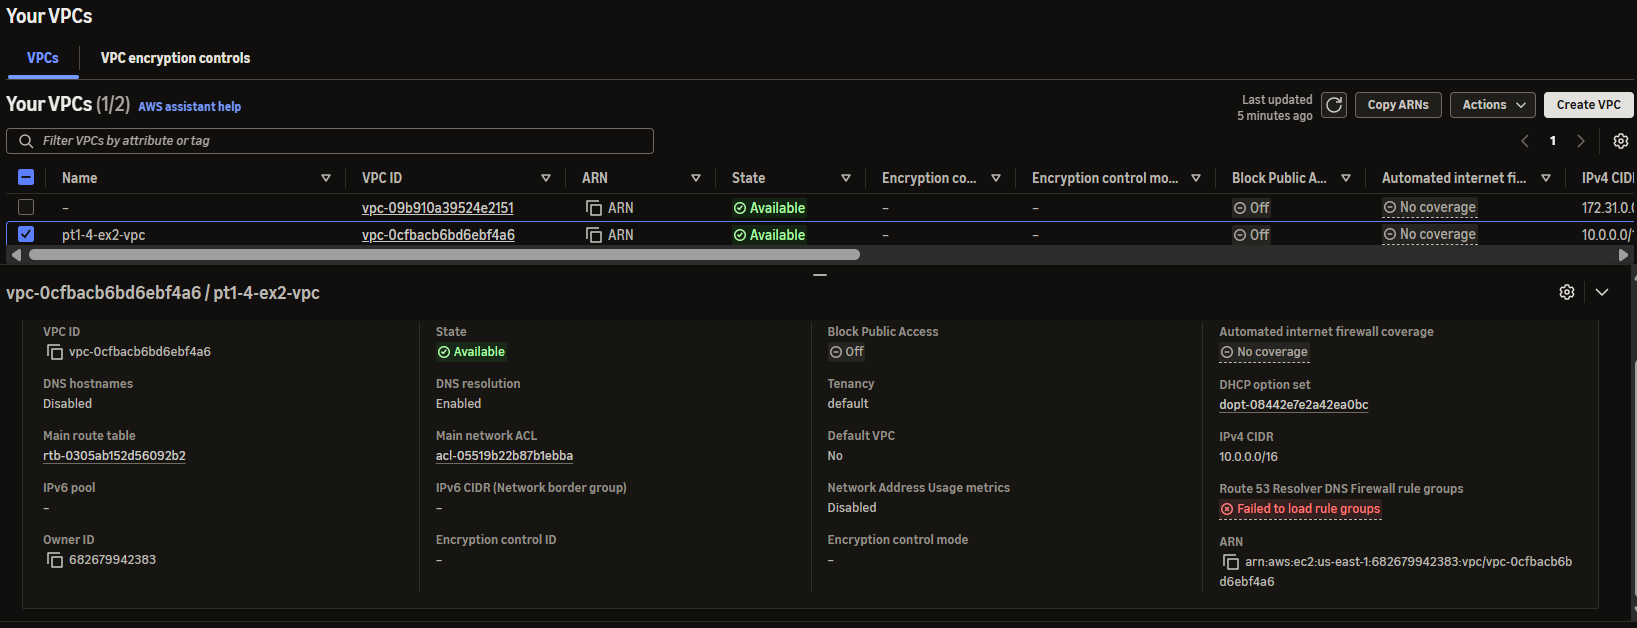 Your VPCs
VPCs
VPC encryption controls
Your VPCs (1/2) AWS assistant help
Last updated
5 minutes ago
Copy ARNs
Actions
Create VPC
Filter VPCs by attribute or tag
1
Name
VPC ID
ARN
State
Encryption co...
Encryption control mo...
Block Public A...
Automated internet fi...
IPv4 CIDI
– vpc-09b910a39524e2151 ARN Available – – Off No coverage 172.31.0.
pt1-4-ex2-vpc vpc-0cfbacb6bd6ebf4a6 ARN Available – – Off No coverage 10.0.0.0/
vpc-0cfbacb6bd6ebf4a6 / pt1-4-ex2-vpc
VPC ID
vpc-0cfbacb6bd6ebf4a6
State
Available
Block Public Access
Off
Automated internet firewall coverage
No coverage
DNS hostnames
Disabled
DNS resolution
Enabled
Tenancy
default
DHCP option set
dopt-08442e7e2a42ea0bc
Main route table
rtb-0305ab152d56092b2
Main network ACL
acl-05519b22b87b1ebba
Default VPC
No
IPv4 CIDR
10.0.0.0/16
IPv6 pool
–
IPv6 CIDR (Network border group)
–
Network Address Usage metrics
Disabled
Route 53 Resolver DNS Firewall rule groups
Failed to load rule groups
Owner ID
682679942383
Encryption control ID
–
Encryption control mode
–
ARN
arn:aws:ec2:us-east-1:682679942383:vpc/vpc-0cfbacb6b
d6ebf4a6